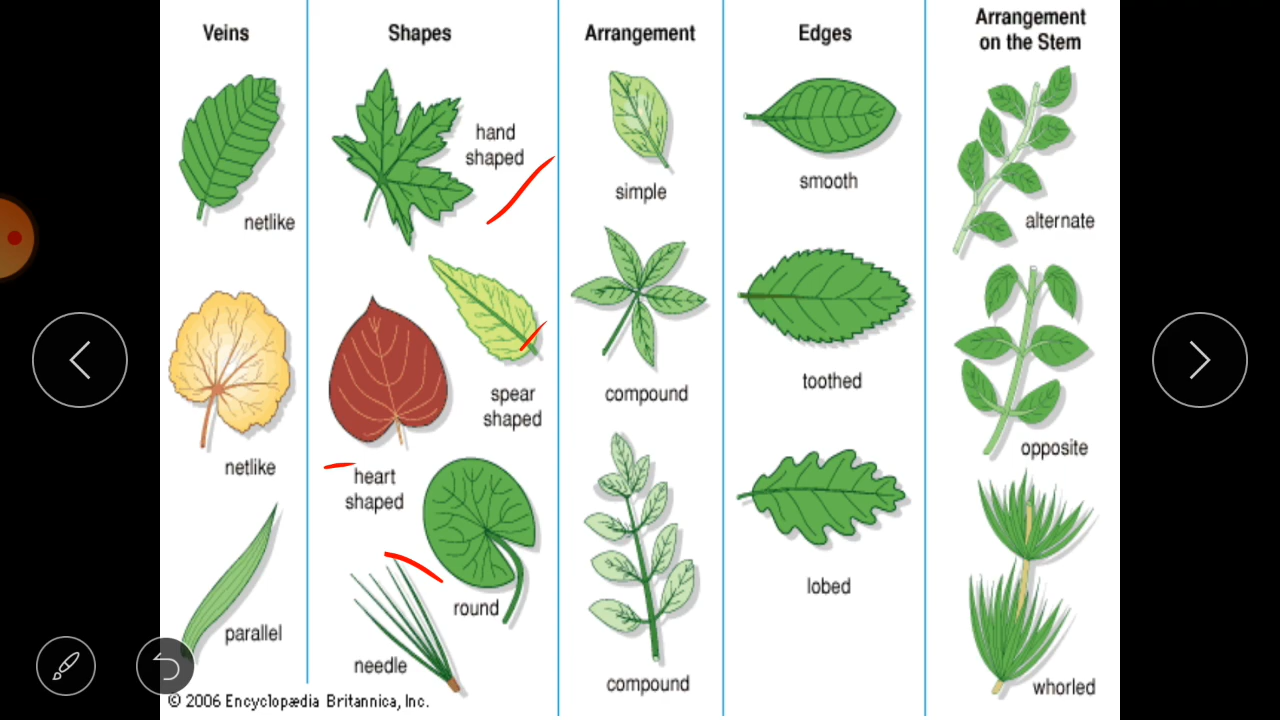 Veins
Shapes
Arrangement
Edges
Arrangement
on the Stem
netlike
netlike
parallel
hand
shaped
spear
shaped
heart
shaped
round
needle
simple
compound
compound
smooth
toothed
lobed
alternate
opposite
whorled
© 2006 Encyclopædia Britannica, Inc.